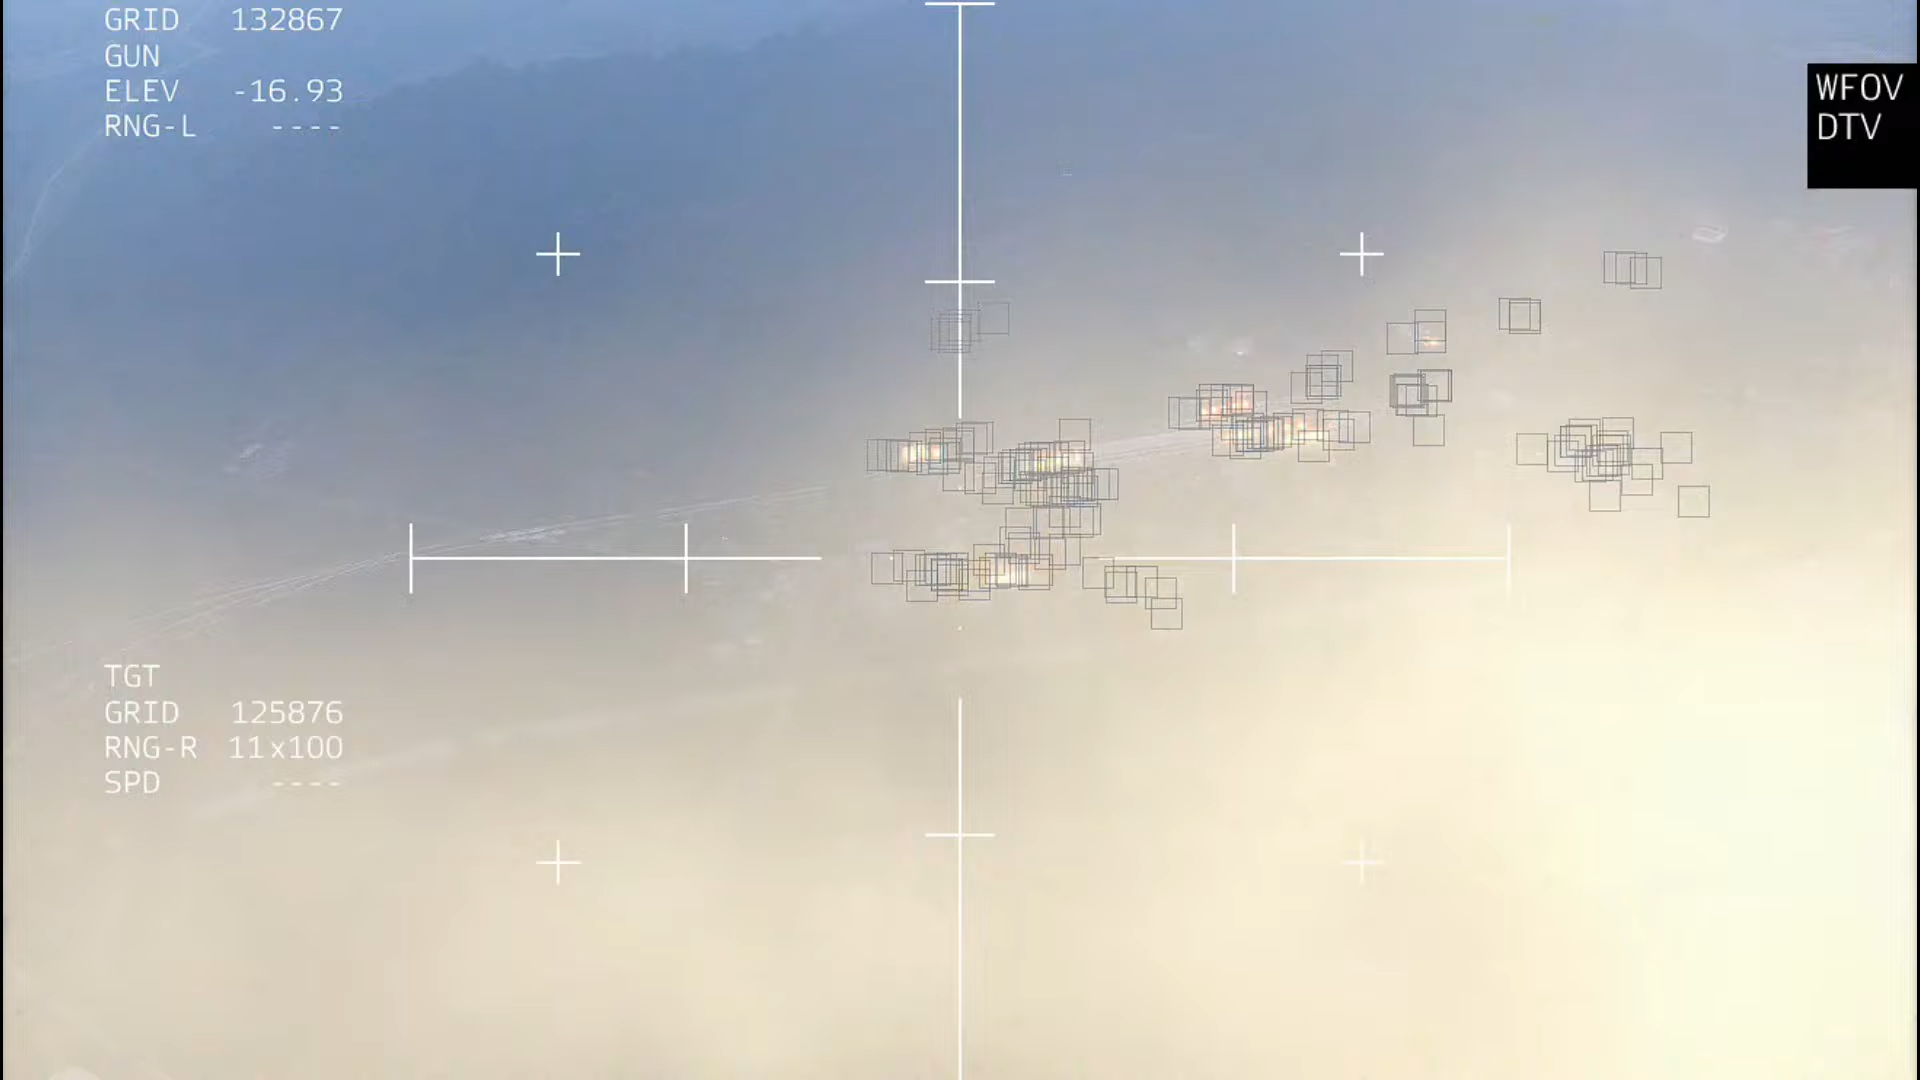 GRID 132867
GUN
ELEV -16.93
RNG-L ----
WFOV
DTV
TGT
GRID 125876
RNG-R 11x100
SPD ----